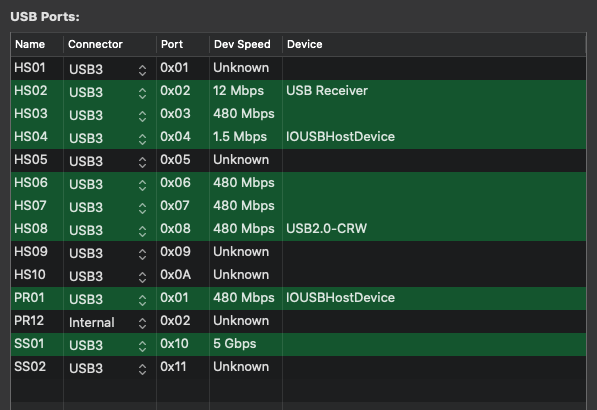 USB Ports:
Name Connector Port Dev Speed Device
HS01 USB3 0x01 Unknown
HS02 USB3 0x02 12 Mbps USB Receiver
HS03 USB3 0x03 480 Mbps
HS04 USB3 0x04 1.5 Mbps IOUSBHostDevice
HS05 USB3 0x05 Unknown
HS06 USB3 0x06 480 Mbps
HS07 USB3 0x07 480 Mbps
HS08 USB3 0x08 480 Mbps USB2.0-CRW
HS09 USB3 0x09 Unknown
HS10 USB3 0x0A Unknown
PR01 USB3 0x01 480 Mbps IOUSBHostDevice
PR12 Internal 0x02 Unknown
SS01 USB3 0x10 5 Gbps
SS02 USB3 0x11 Unknown